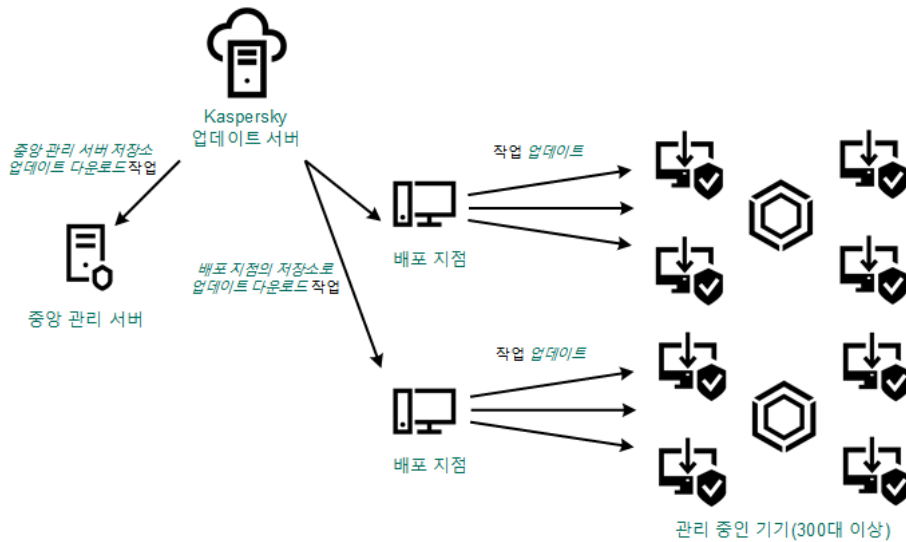 Kaspersky
업데이트 서버
중앙 관리 서버 저장소
업데이트 다운로드 작업
작업 업데이트
배포 지점
배포 지점의 저장소로
업데이트 다운로드 작업
중앙 관리 서버
작업 업데이트
배포 지점
관리 중인 기기(300대 이상)